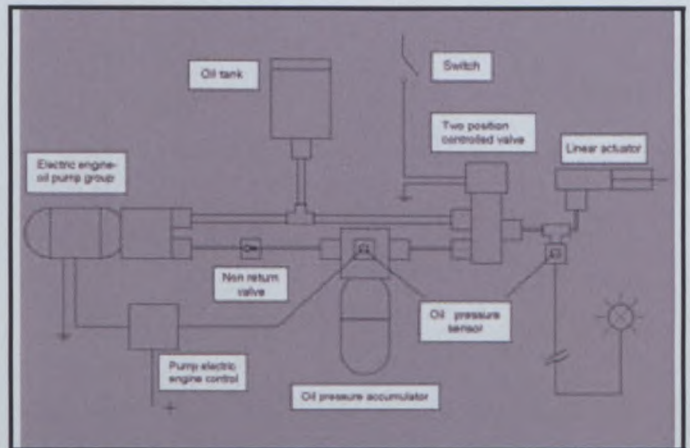 Oil tank
Switch
Two position
controlled valve
Linear actuator
Electric engine-
oil pump group
Non return
valve
Oil pressure
sensor
Pump electric
engine control
Oil pressure accumulator